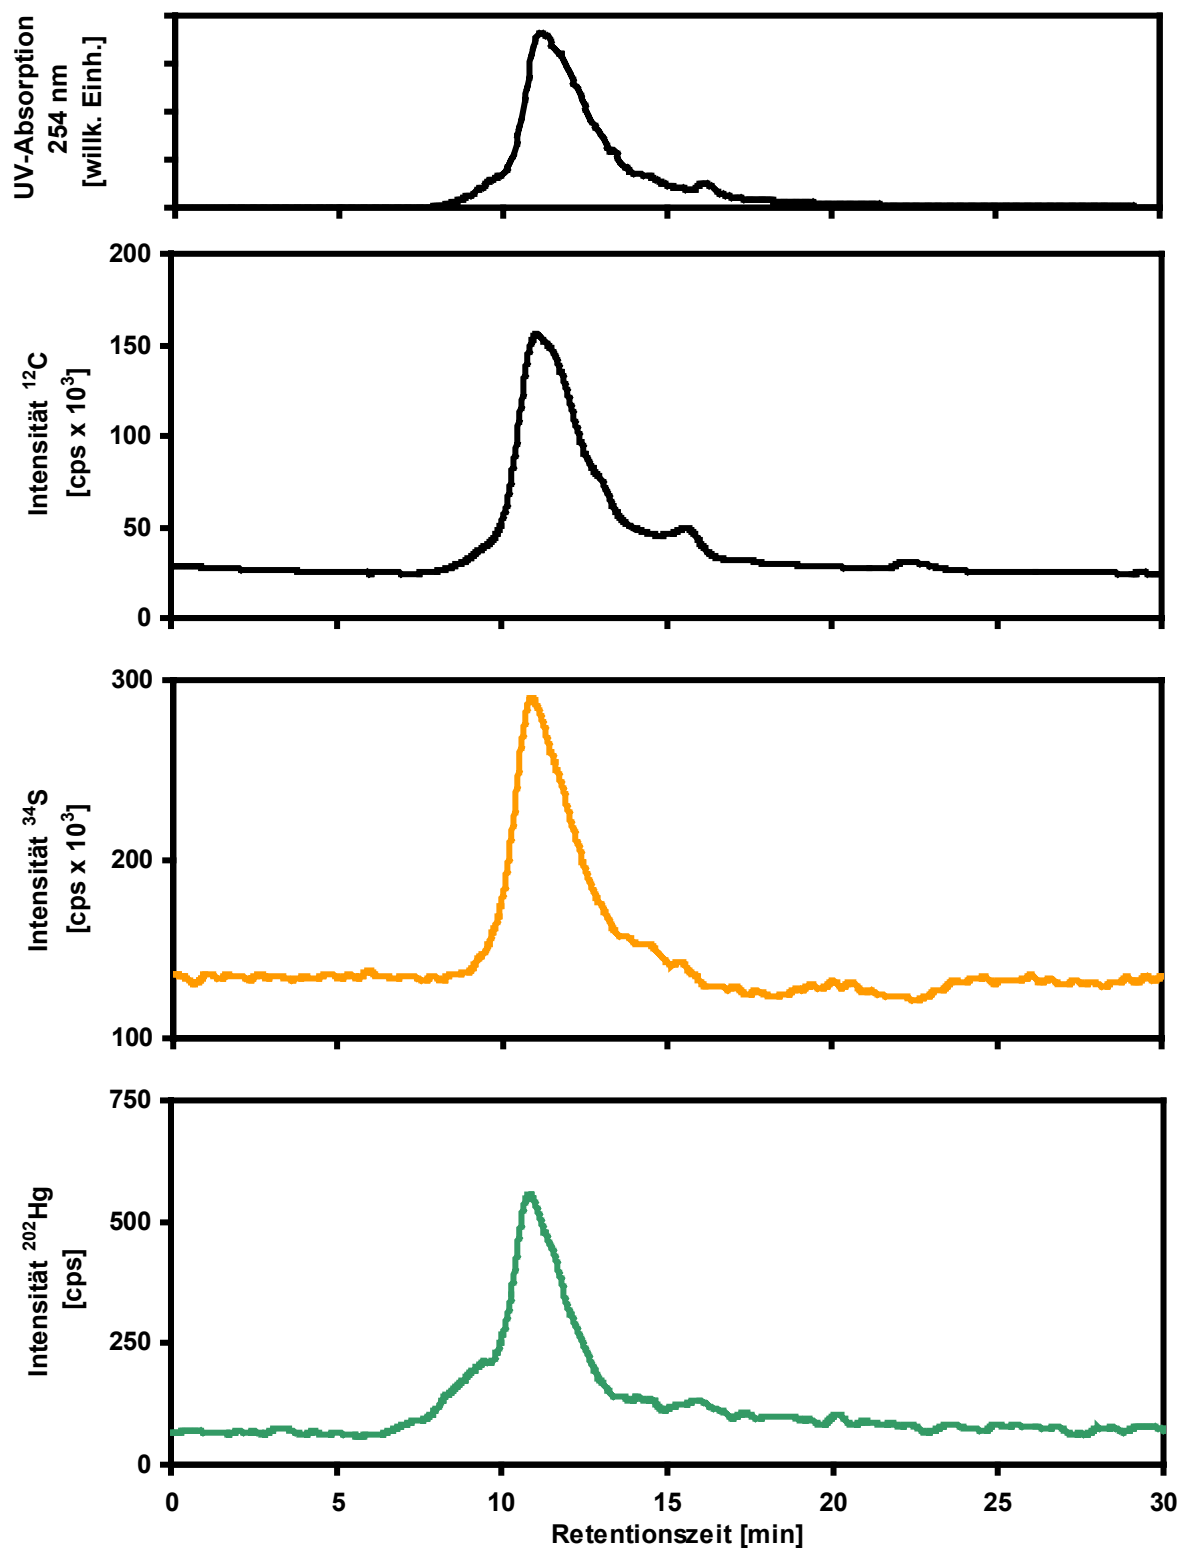 UV-Absorption
254 nm
[willk. Einh.]
200
150
100
50
0
Intensität ¹²C
[cps x 10³]
300
200
100
Intensität ³⁴S
[cps x 10³]
750
500
250
0
Intensität ²⁰²Hg
[cps]
0 5 10 15 20 25 30
Retentionszeit [min]